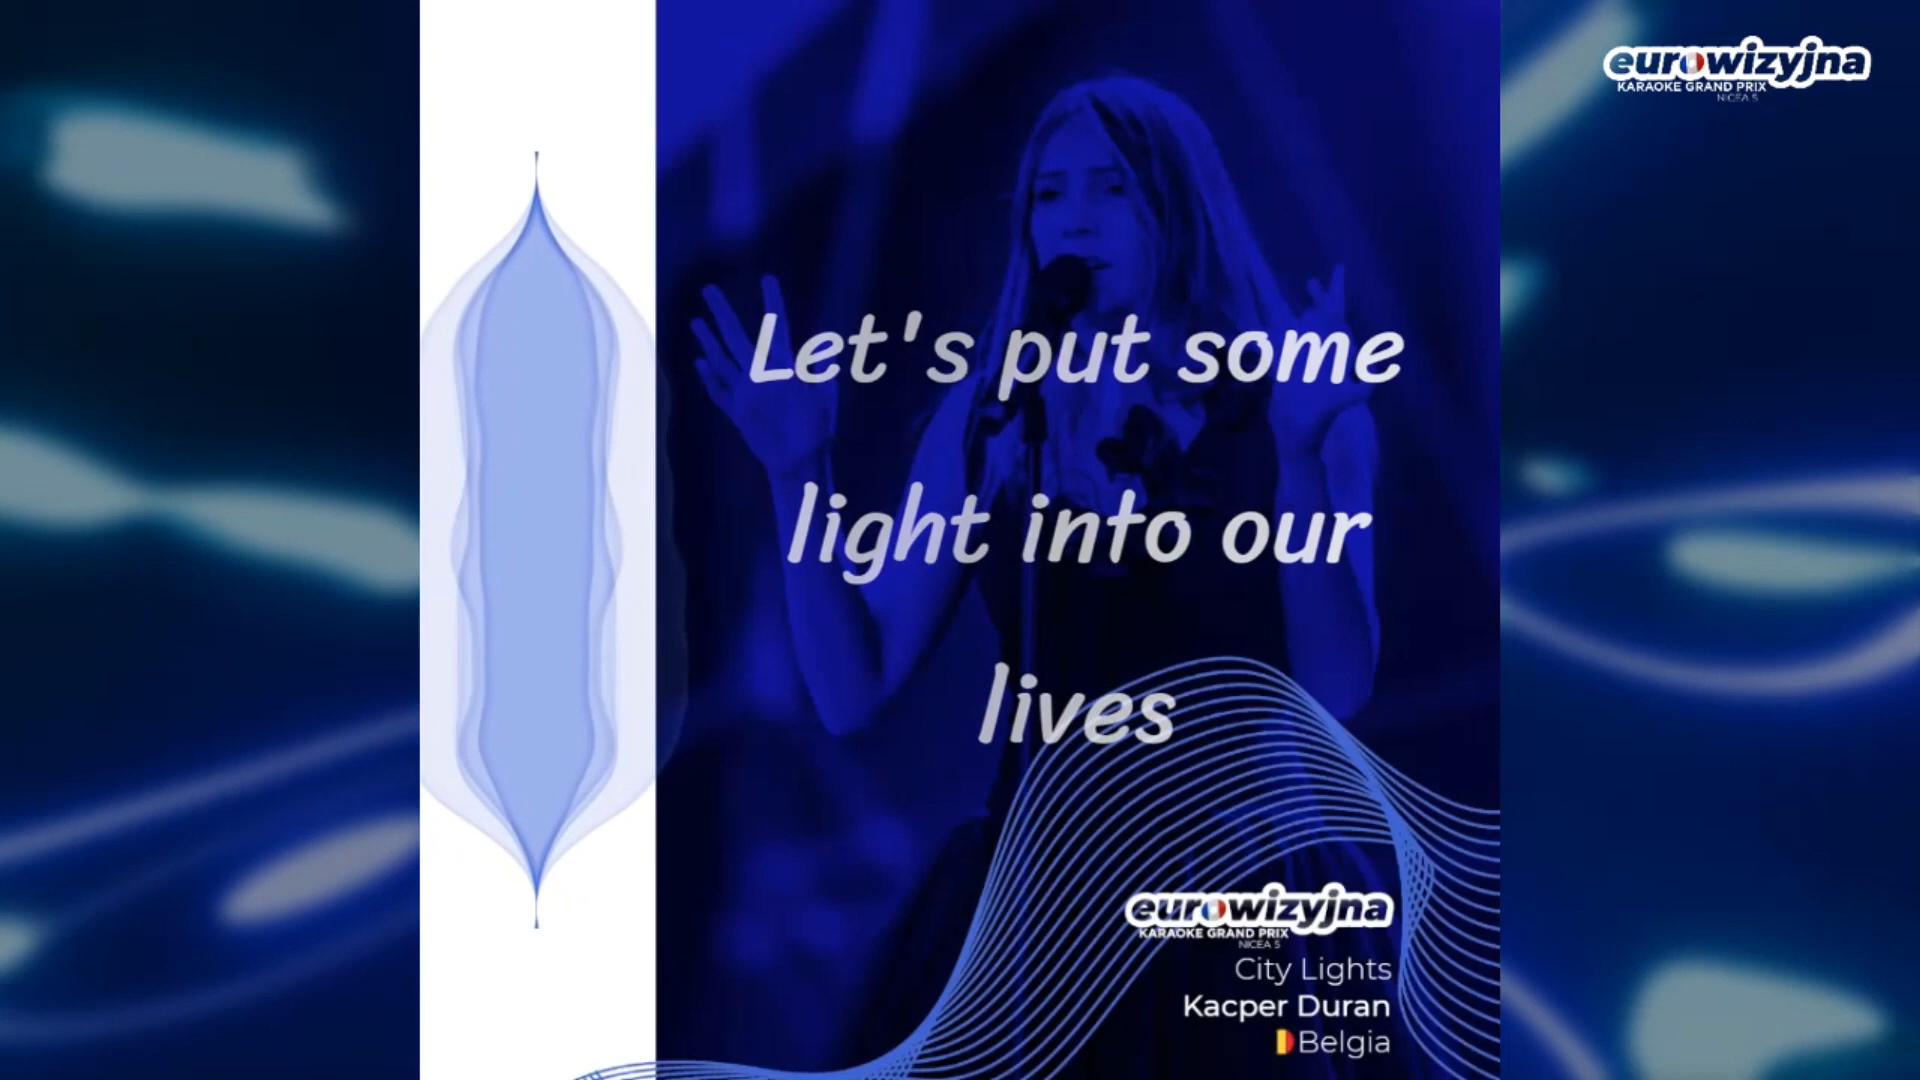 eurowizyjna
KARAOKE GRAND PRIX
NICEA 5
Let's put some
light into our
lives
eurowizyjna
KARAOKE GRAND PRIX
NICEA 5
City Lights
Kacper Duran
Belgia